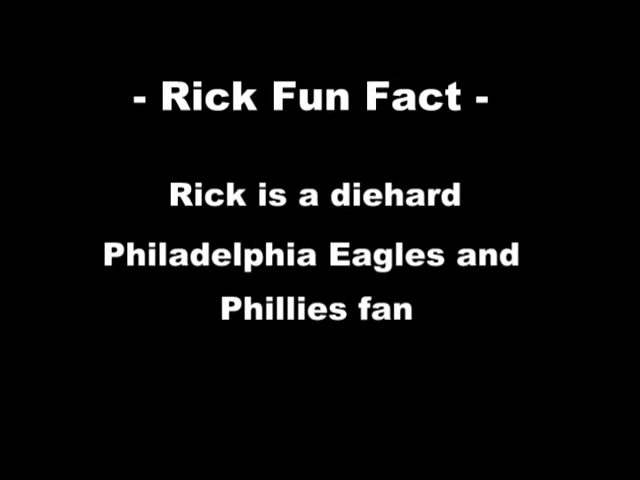 - Rick Fun Fact -
Rick is a diehard
Philadelphia Eagles and
Phillies fan